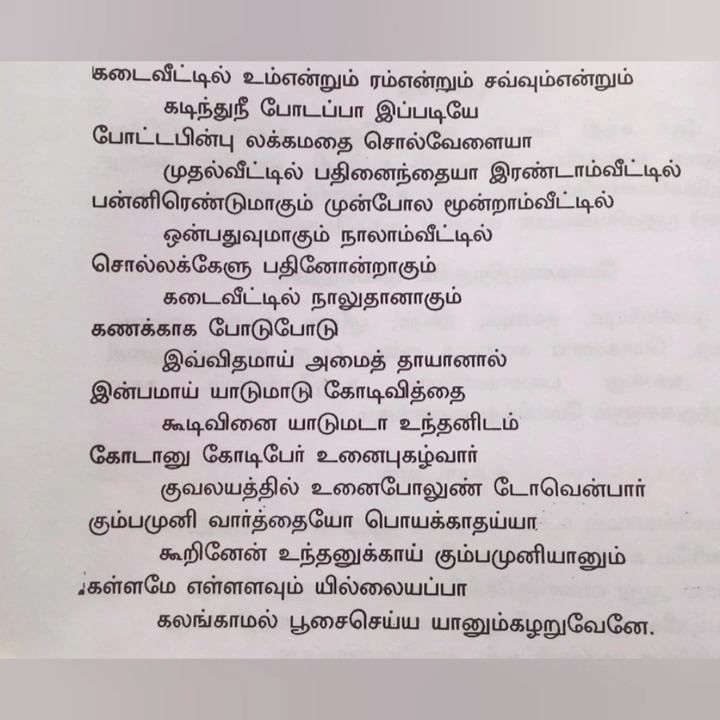 கடைவீட்டில் உம்என்றும் ரம்என்றும் சவ்வும்என்றும்
கடிந்துநீ போடப்பா இப்படியே
போட்டபின்பு லக்கமதை சொல்வேளையா
முதல்வீட்டில் பதினைந்தையா இரண்டாம்வீட்டில்
பன்னிரெண்டுமாகும் முன்போல மூன்றாம்வீட்டில்
ஒன்பதுவுமாகும் நாலாம்வீட்டில்
சொல்லக்கேளு பதினோன்றாகும்
கடைவீட்டில் நாலுதானாகும்
கணக்காக போடுபோடு
இவ்விதமாய் அமைத் தாயானால்
இன்பமாய் யாடுமாடு கோடிவித்தை
கூடிவினை யாடுமடா உந்தனிடம்
கோடானு கோடிபேர் உனைபுகழ்வார்
குவலயத்தில் உனைபோலுண் டோவென்பார்
கும்பமுனி வார்த்தையோ பொயக்காதய்யா
கூறினேன் உந்தனுக்காய் கும்பமுனியானும்
கள்ளமே எள்ளளவும் யில்லையப்பா
கலங்காமல் பூசைசெய்ய யானும்கழறுவேனே.